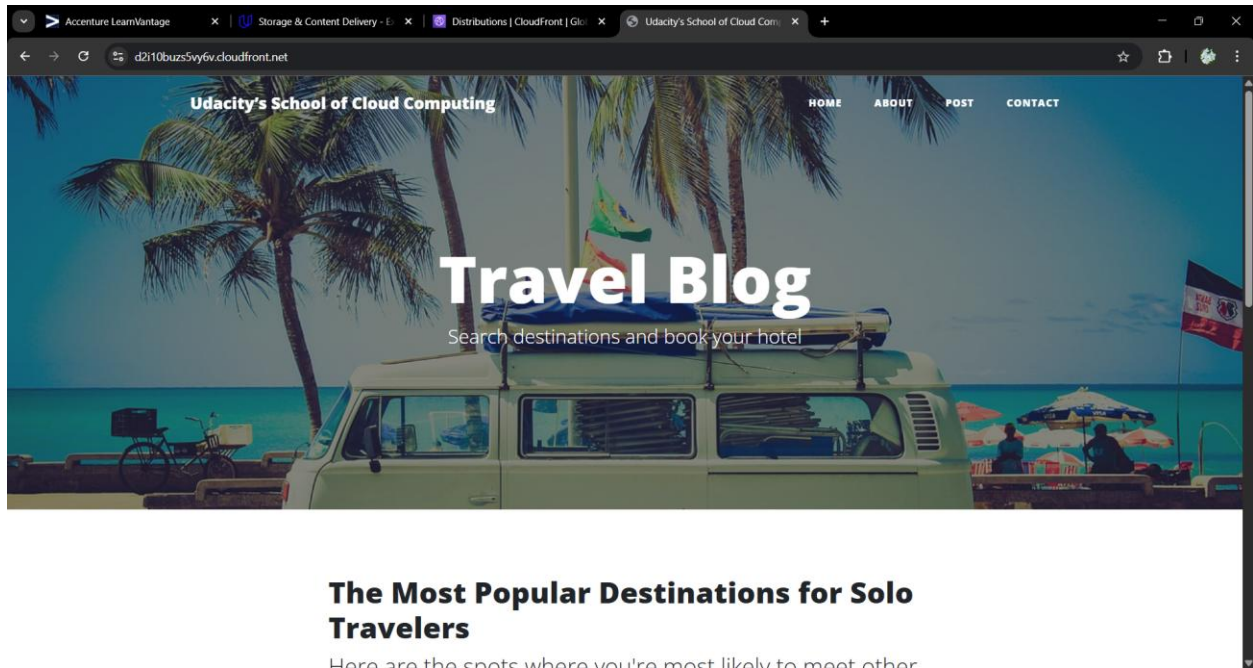 Accenture LearnVantage
Storage & Content Delivery - E
Distributions | CloudFront | Glo
Udacity's School of Cloud Com
d2i10buzs5vy6v.cloudfront.net
Udacity's School of Cloud Computing
HOME ABOUT POST CONTACT
Travel Blog
Search destinations and book your hotel
The Most Popular Destinations for Solo
Travelers
Here are the spots where you're most likely to meet other